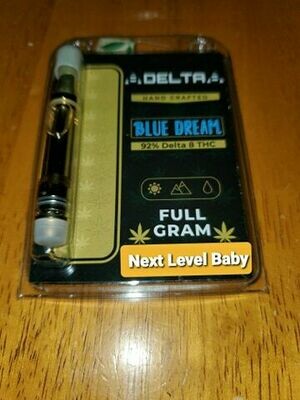 DELTA
HAND CRAFTED
BLUE DREAM
92% Delta 8 THC
FULL
GRAM
Next Level Baby